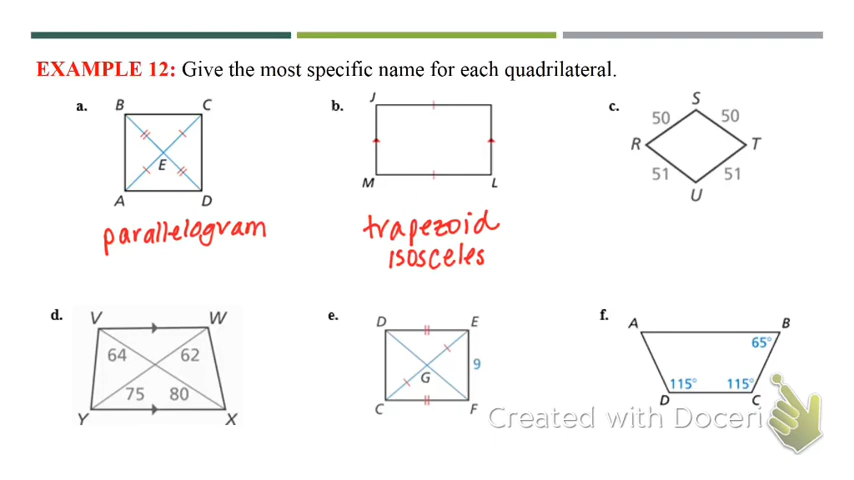 EXAMPLE 12: Give the most specific name for each quadrilateral.
a.
B C
E
A D
parallelogram
b.
J
M L
trapezoid
isosceles
c.
S
50 50
R T
51 51
U
d.
V W
64 62
75 80
Y X
e.
D E
9
G
C F
f.
A B
65°
115° 115°
D C
Created with Doceri